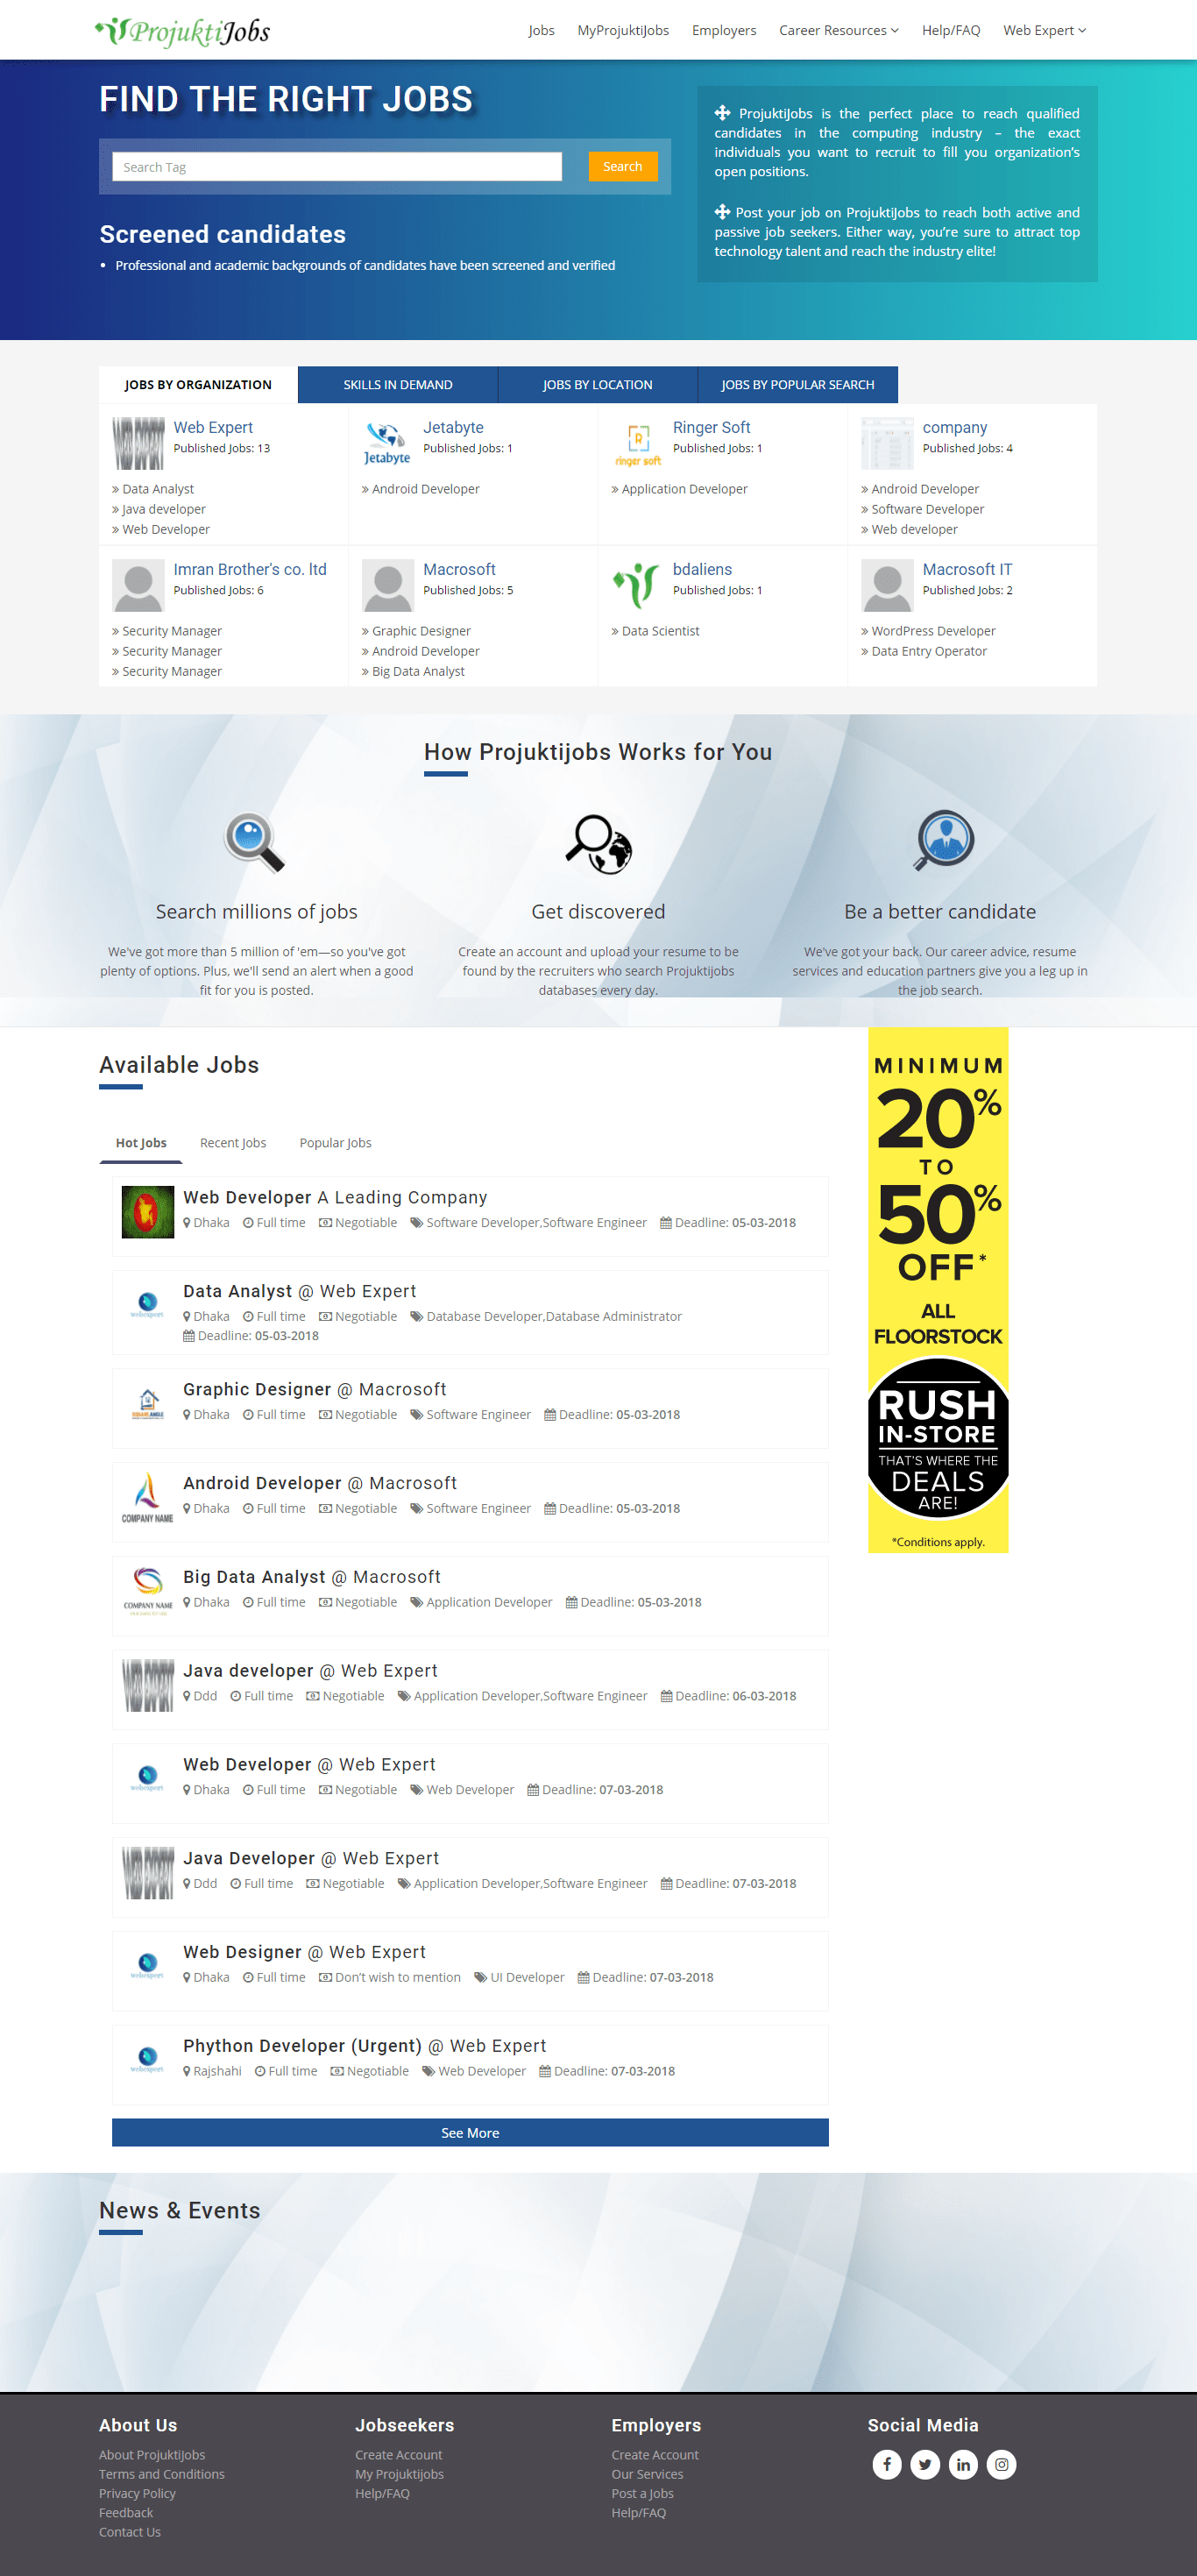 ProjuktiJobs
Jobs MyProjuktiJobs Employers Career Resources Help/FAQ Web Expert
FIND THE RIGHT JOBS
Search Tag Search
Screened candidates
• Professional and academic backgrounds of candidates have been screened and verified
ProjuktiJobs is the perfect place to reach qualified
candidates in the computing industry – the exact
individuals you want to recruit to fill you organization's
open positions.
Post your job on ProjuktiJobs to reach both active and
passive job seekers. Either way, you're sure to attract top
technology talent and reach the industry elite!
JOBS BY ORGANIZATION SKILLS IN DEMAND JOBS BY LOCATION JOBS BY POPULAR SEARCH
Web Expert
Published Jobs: 13
» Data Analyst
» Java developer
» Web Developer
Jetabyte
Jetabyte
Published Jobs: 1
» Android Developer
ringer soft
Ringer Soft
Published Jobs: 1
» Application Developer
company
Published Jobs: 4
» Android Developer
» Software Developer
» Web developer
Imran Brother's co. ltd
Published Jobs: 6
» Security Manager
» Security Manager
» Security Manager
Macrosoft
Published Jobs: 5
» Graphic Designer
» Android Developer
» Big Data Analyst
bdaliens
Published Jobs: 1
» Data Scientist
Macrosoft IT
Published Jobs: 2
» WordPress Developer
» Data Entry Operator
How Projuktijobs Works for You
Search millions of jobs
We've got more than 5 million of 'em—so you've got
plenty of options. Plus, we'll send an alert when a good
fit for you is posted.
Get discovered
Create an account and upload your resume to be
found by the recruiters who search Projuktijobs
databases every day.
Be a better candidate
We've got your back. Our career advice, resume
services and education partners give you a leg up in
the job search.
Available Jobs
Hot Jobs Recent Jobs Popular Jobs
Web Developer A Leading Company
Dhaka Full time Negotiable Software Developer,Software Engineer Deadline: 05-03-2018
webexpert
Data Analyst @ Web Expert
Dhaka Full time Negotiable Database Developer,Database Administrator
Deadline: 05-03-2018
Graphic Designer @ Macrosoft
Dhaka Full time Negotiable Software Engineer Deadline: 05-03-2018
COMPANY NAME
Android Developer @ Macrosoft
Dhaka Full time Negotiable Software Engineer Deadline: 05-03-2018
COMPANY NAME
Big Data Analyst @ Macrosoft
Dhaka Full time Negotiable Application Developer Deadline: 05-03-2018
Java developer @ Web Expert
Ddd Full time Negotiable Application Developer,Software Engineer Deadline: 06-03-2018
webexpert
Web Developer @ Web Expert
Dhaka Full time Negotiable Web Developer Deadline: 07-03-2018
Java Developer @ Web Expert
Ddd Full time Negotiable Application Developer,Software Engineer Deadline: 07-03-2018
webexpert
Web Designer @ Web Expert
Dhaka Full time Don't wish to mention UI Developer Deadline: 07-03-2018
webexpert
Phython Developer (Urgent) @ Web Expert
Rajshahi Full time Negotiable Web Developer Deadline: 07-03-2018
See More
MINIMUM
20%
TO
50%
OFF*
ALL
FLOORSTOCK
RUSH
IN-STORE
THAT'S WHERE THE
DEALS
ARE!
*Conditions apply.
News & Events
About Us
About ProjuktiJobs
Terms and Conditions
Privacy Policy
Feedback
Contact Us
Jobseekers
Create Account
My Projuktijobs
Help/FAQ
Employers
Create Account
Our Services
Post a Jobs
Help/FAQ
Social Media